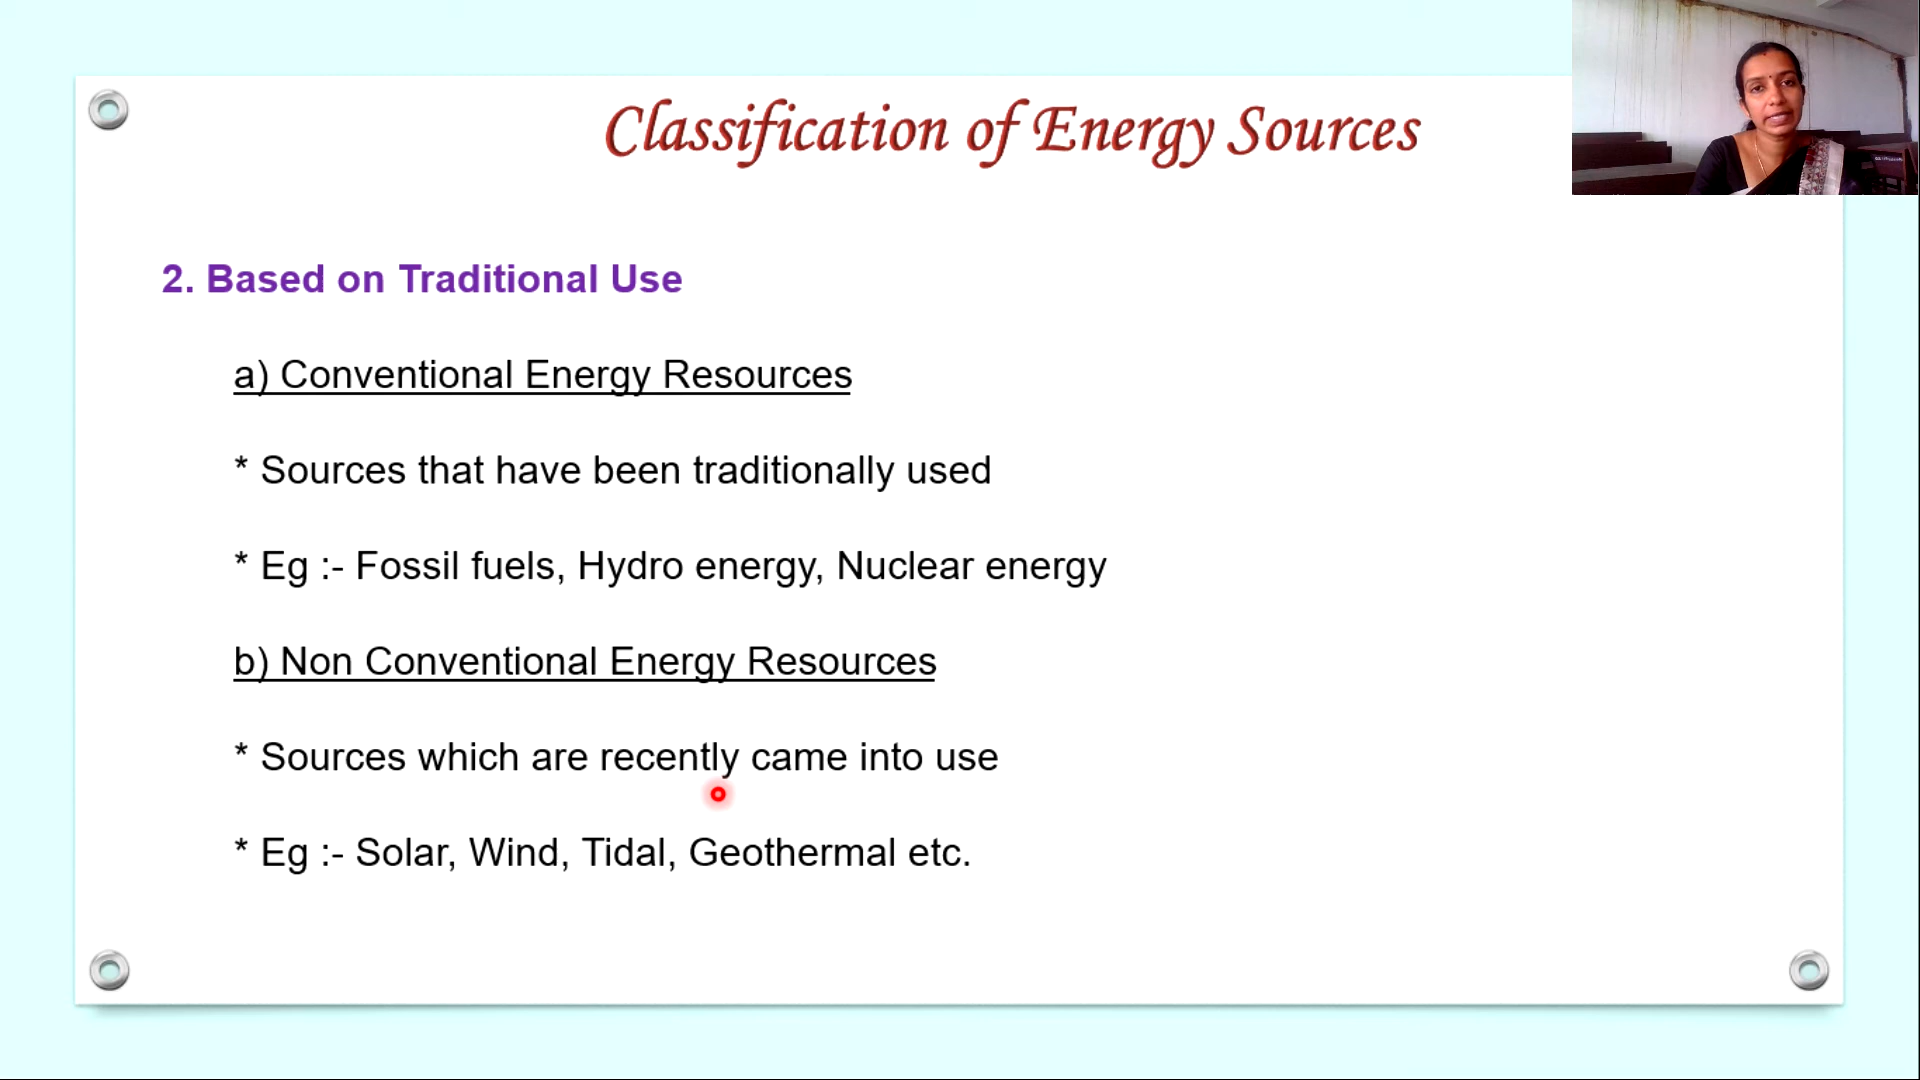 Classification of Energy Sources
2. Based on Traditional Use
a) Conventional Energy Resources
* Sources that have been traditionally used
* Eg :- Fossil fuels, Hydro energy, Nuclear energy
b) Non Conventional Energy Resources
* Sources which are recently came into use
* Eg :- Solar, Wind, Tidal, Geothermal etc.